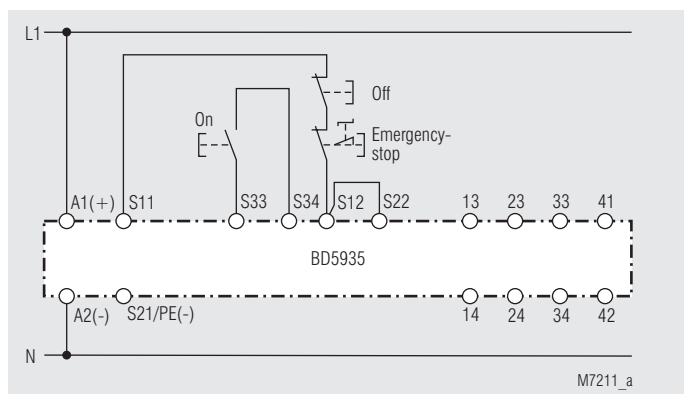 L1
Off
On
Emergency-
stop
A1(+) S11 S33 S34 S12 S22 13 23 33 41
BD5935
A2(-) S21/PE(-) 14 24 34 42
N
M7211_a